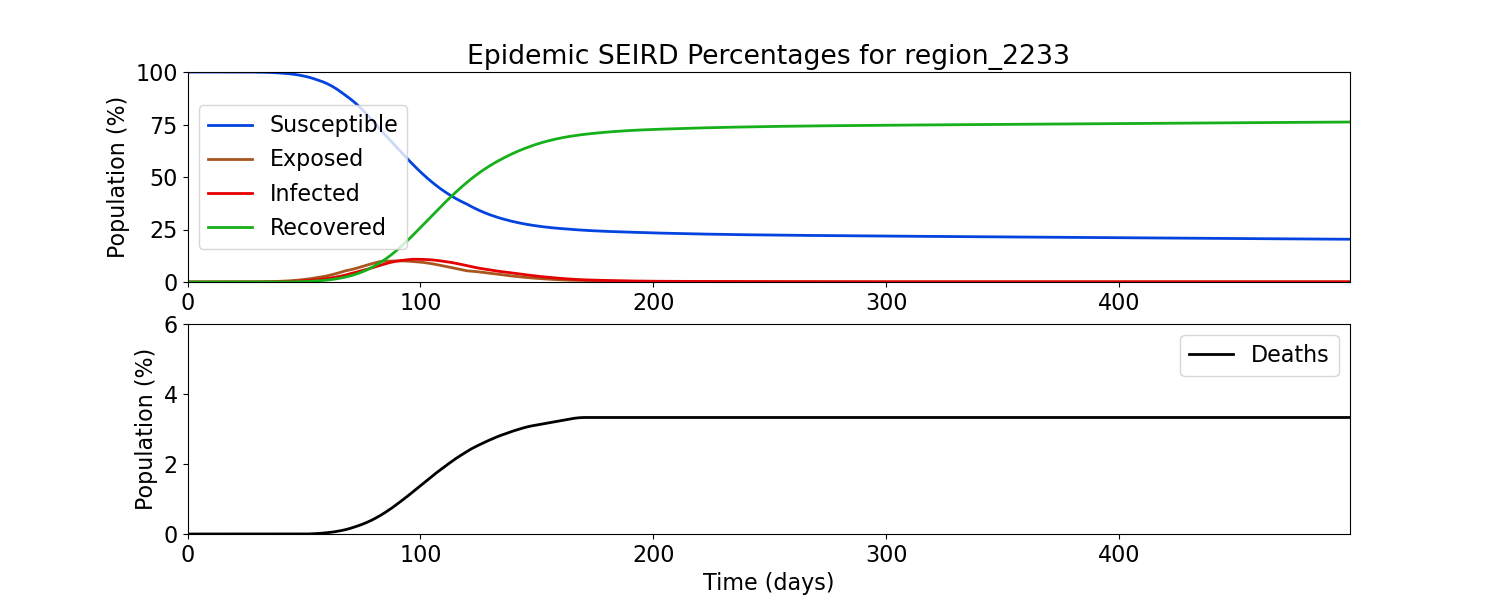 Epidemic SEIRD Percentages for region_2233
Population (%)
100
75
50
25
0
Susceptible
Exposed
Infected
Recovered
0 100 200 300 400
Population (%)
6
4
2
0
Deaths
0 100 200 300 400
Time (days)